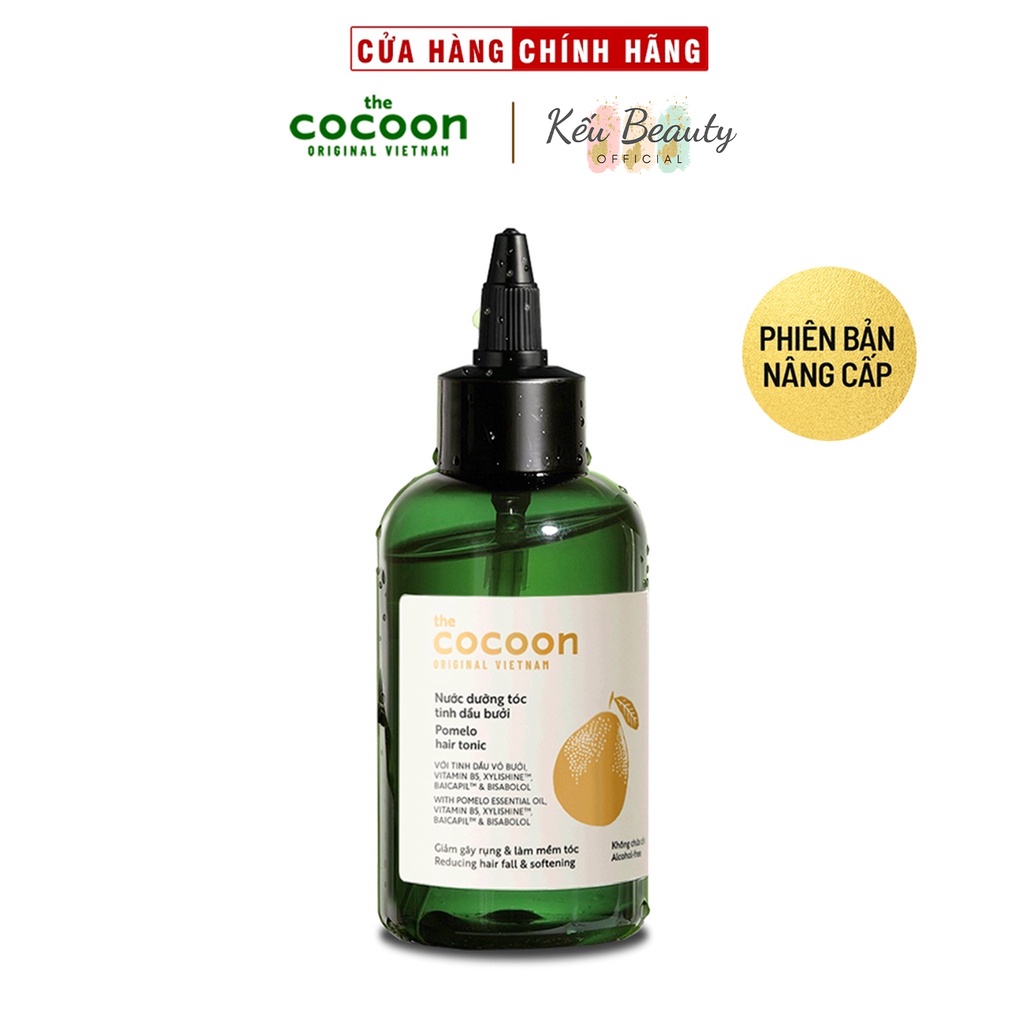 CỬA HÀNG CHÍNH HÃNG
the
cocoon
ORIGINAL VIETNAM
Kếu Beauty
OFFICIAL
PHIÊN BẢN
NÂNG CẤP
the
cocoon
ORIGINAL VIETNAM
Nước dưỡng tóc
tinh dầu bưởi
Pomelo
hair tonic
VỚI TINH DẦU VỎ BƯỞI,
VITAMIN B5, XYLISHINE™,
BAICAPIL™ & BISABOLOL
WITH POMELO ESSENTIAL OIL,
VITAMIN B5, XYLISHINE™,
BAICAPIL™ & BISABOLOL
Giảm gãy rụng & làm mềm tóc
Reducing hair fall & softening
Không chứa
Alcohol-free